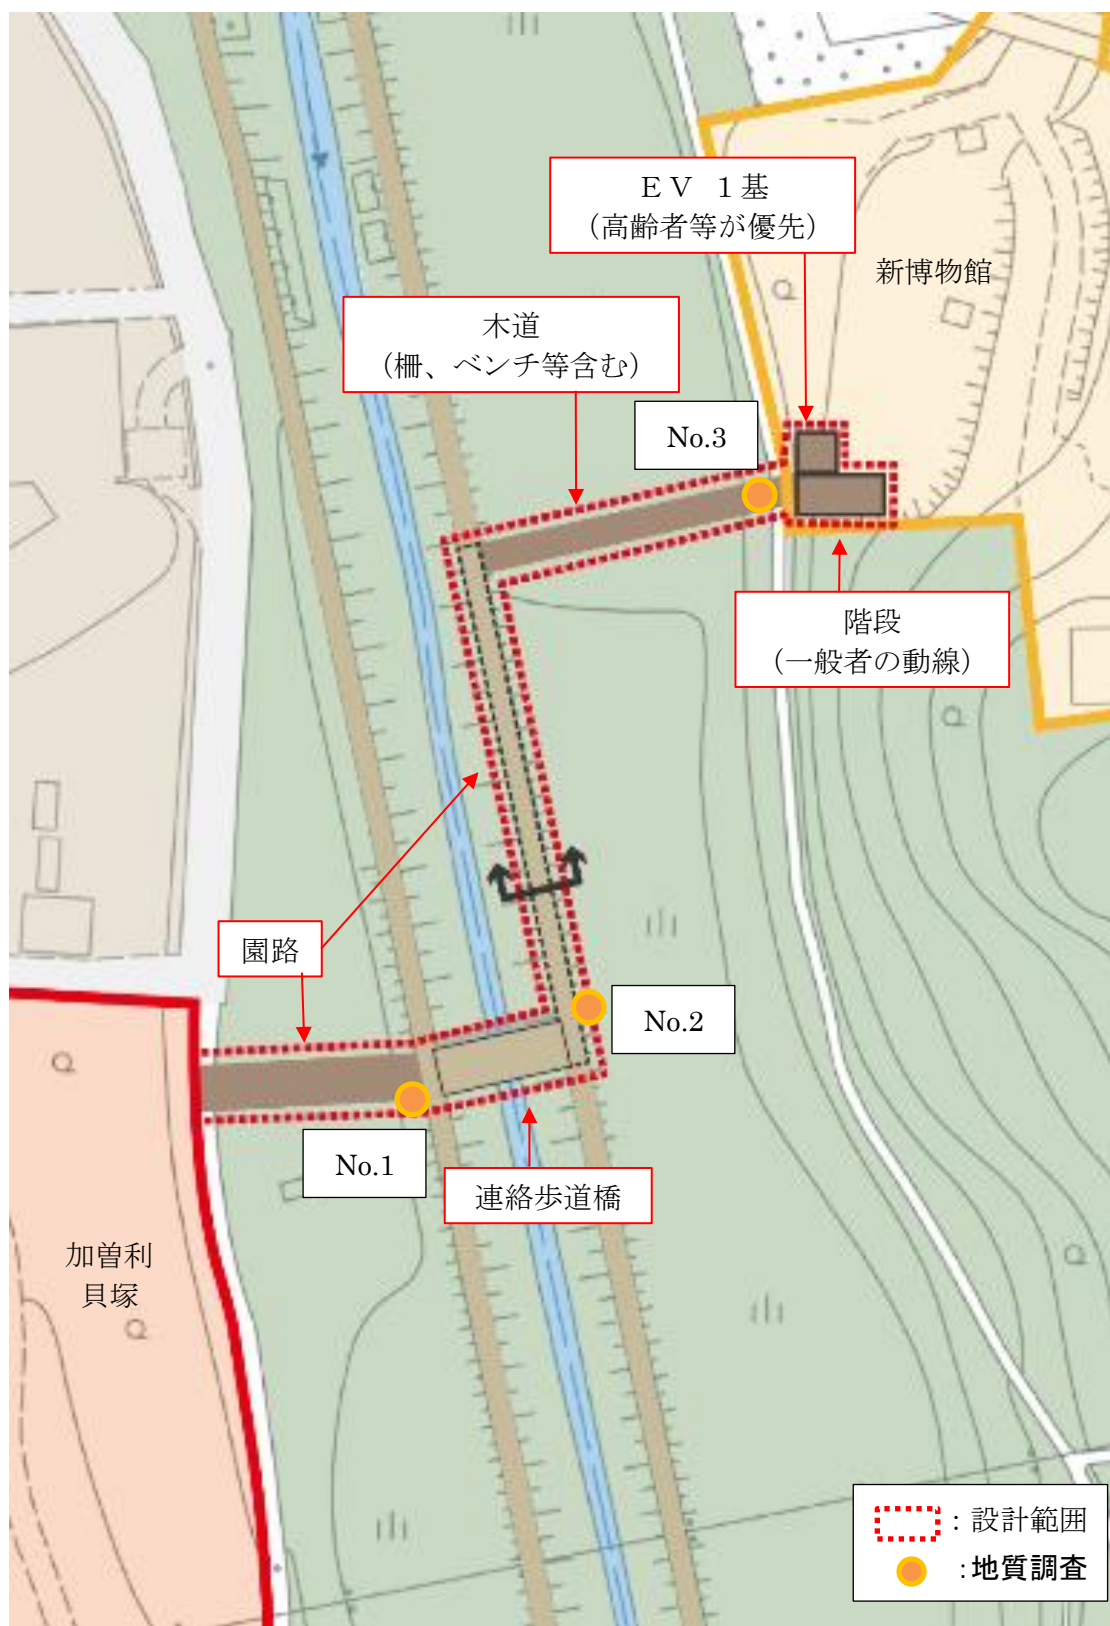 ＥＶ １基
（高齢者等が優先）
新博物館
木道
（柵、ベンチ等含む）
No.3
階段
（一般者の動線）
園路
No.2
No.1
連絡歩道橋
加曽利
貝塚
：設計範囲
：地質調査